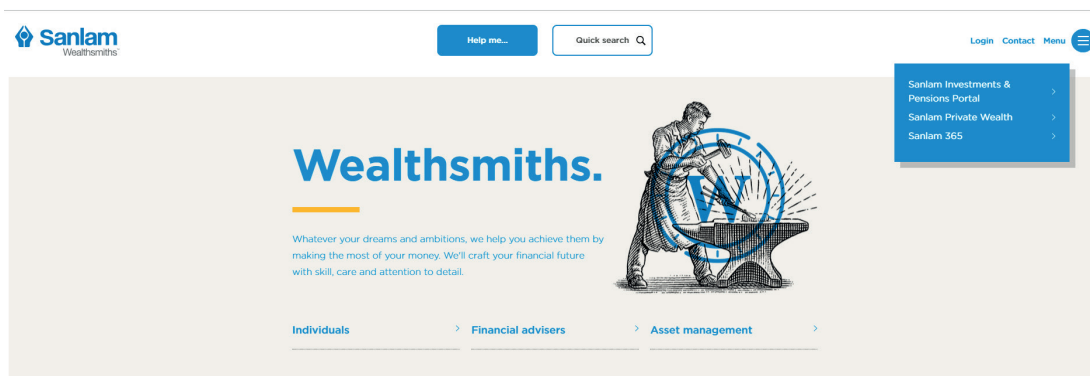 Sanlam
Wealthsmiths™
Help me...
Quick search
Login Contact Menu
Sanlam Investments &
Pensions Portal
Sanlam Private Wealth
Sanlam 365
Wealthsmiths.
W
Whatever your dreams and ambitions, we help you achieve them by
making the most of your money. We'll craft your financial future
with skill, care and attention to detail.
Individuals
Financial advisers
Asset management